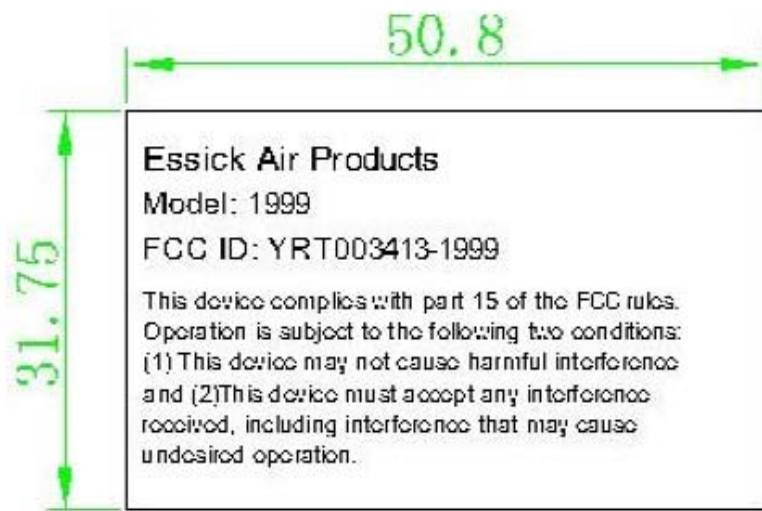 50.8
31.75
Essick Air Products
Model: 1999
FCC ID: YRT003413-1999
This device complies with part 15 of the FCC rules.
Operation is subject to the following two conditions:
(1) This device may not cause harmful interference
and (2)This device must accept any interference
received, including interference that may cause
undesired operation.